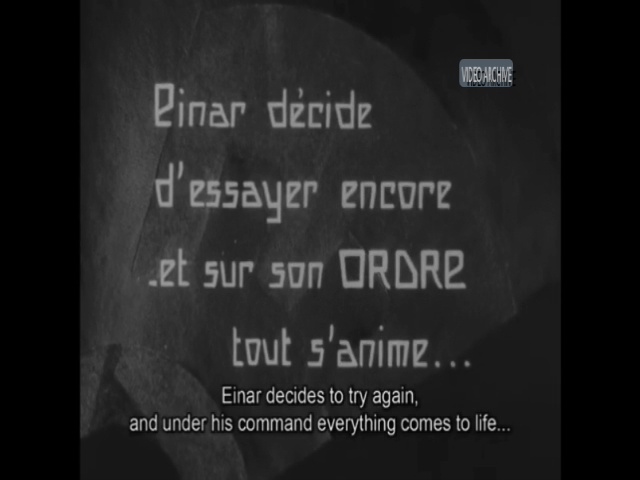 VIDEO ARCHIVE
Einar décide
d'essayer encore
.et sur son ORDRE
tout s'anime...
Einar decides to try again,
and under his command everything comes to life...